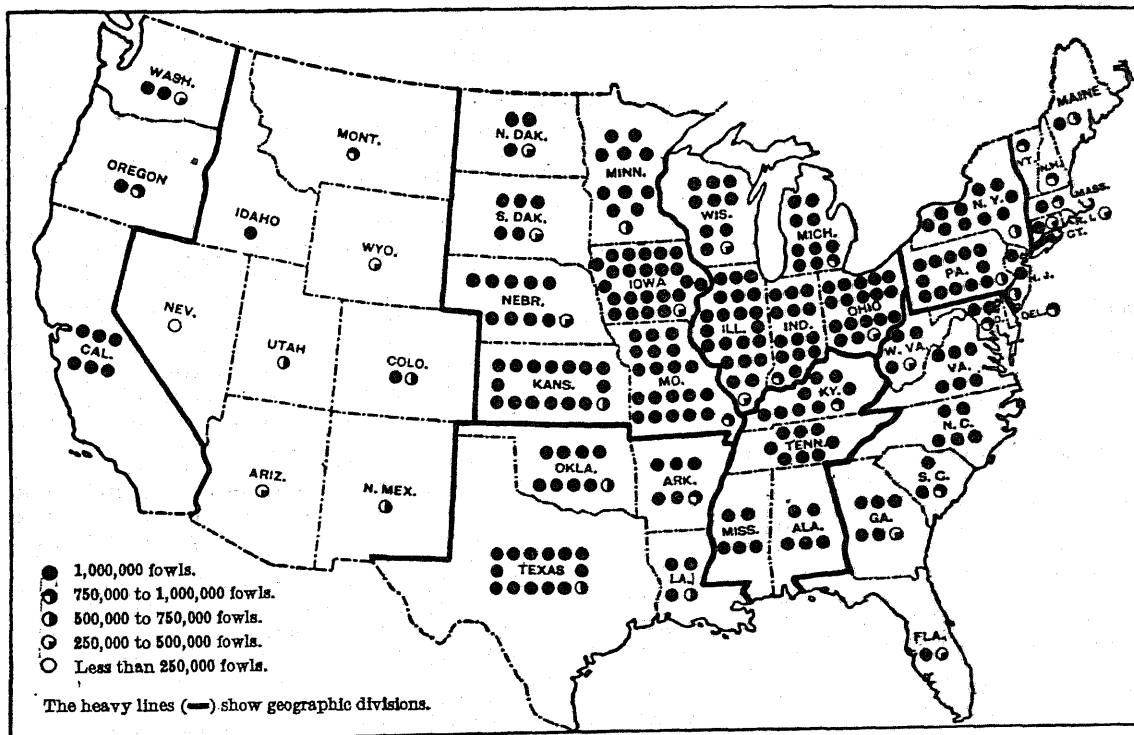 WASH.
MONT.
N. DAK.
MINN.
MAINE
OREGON
VT.
N.H.
IDAHO
S. DAK.
WIS.
MICH.
N. Y.
MASS.
R. I.
CT.
WYO.
NEBR.
IOWA
PA.
N. J.
NEV.
UTAH
COLO.
ILL.
IND.
OHIO
DEL.
CAL.
KANS.
MO.
W. VA.
VA.
KY.
N. C.
TENN.
ARIZ.
N. MEX.
OKLA.
ARK.
S. C.
MISS.
ALA.
GA.
TEXAS
LA.
FLA.
1,000,000 fowls.
750,000 to 1,000,000 fowls.
500,000 to 750,000 fowls.
250,000 to 500,000 fowls.
Less than 250,000 fowls.
The heavy lines (▬) show geographic divisions.